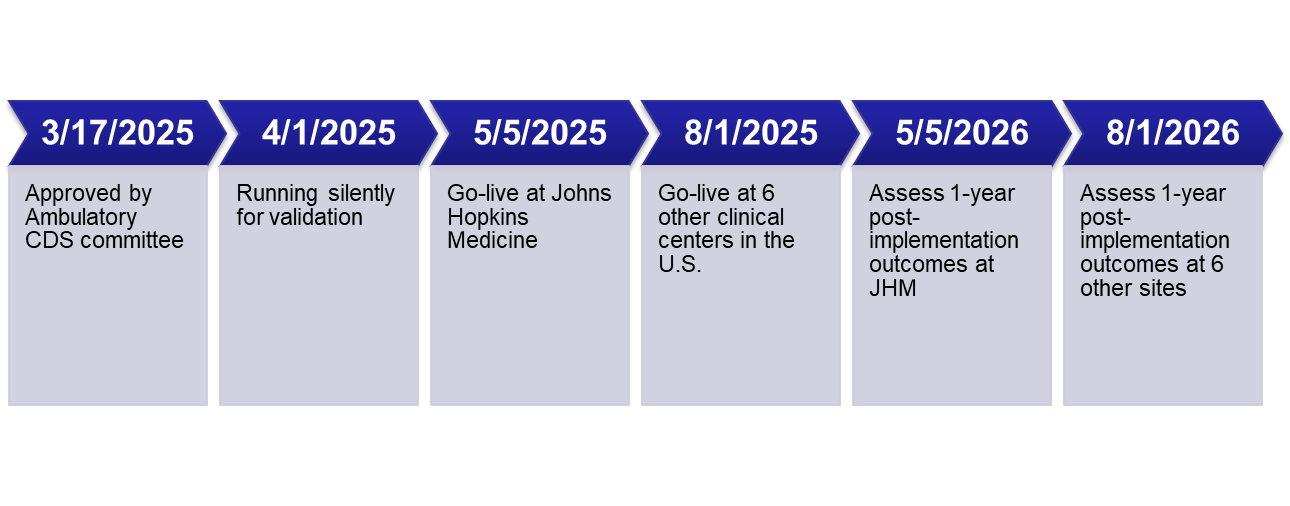 3/17/2025
Approved by
Ambulatory
CDS committee
4/1/2025
Running silently
for validation
5/5/2025
Go-live at Johns
Hopkins
Medicine
8/1/2025
Go-live at 6
other clinical
centers in the
U.S.
5/5/2026
Assess 1-year
post-
implementation
outcomes at
JHM
8/1/2026
Assess 1-year
post-
implementation
outcomes at 6
other sites